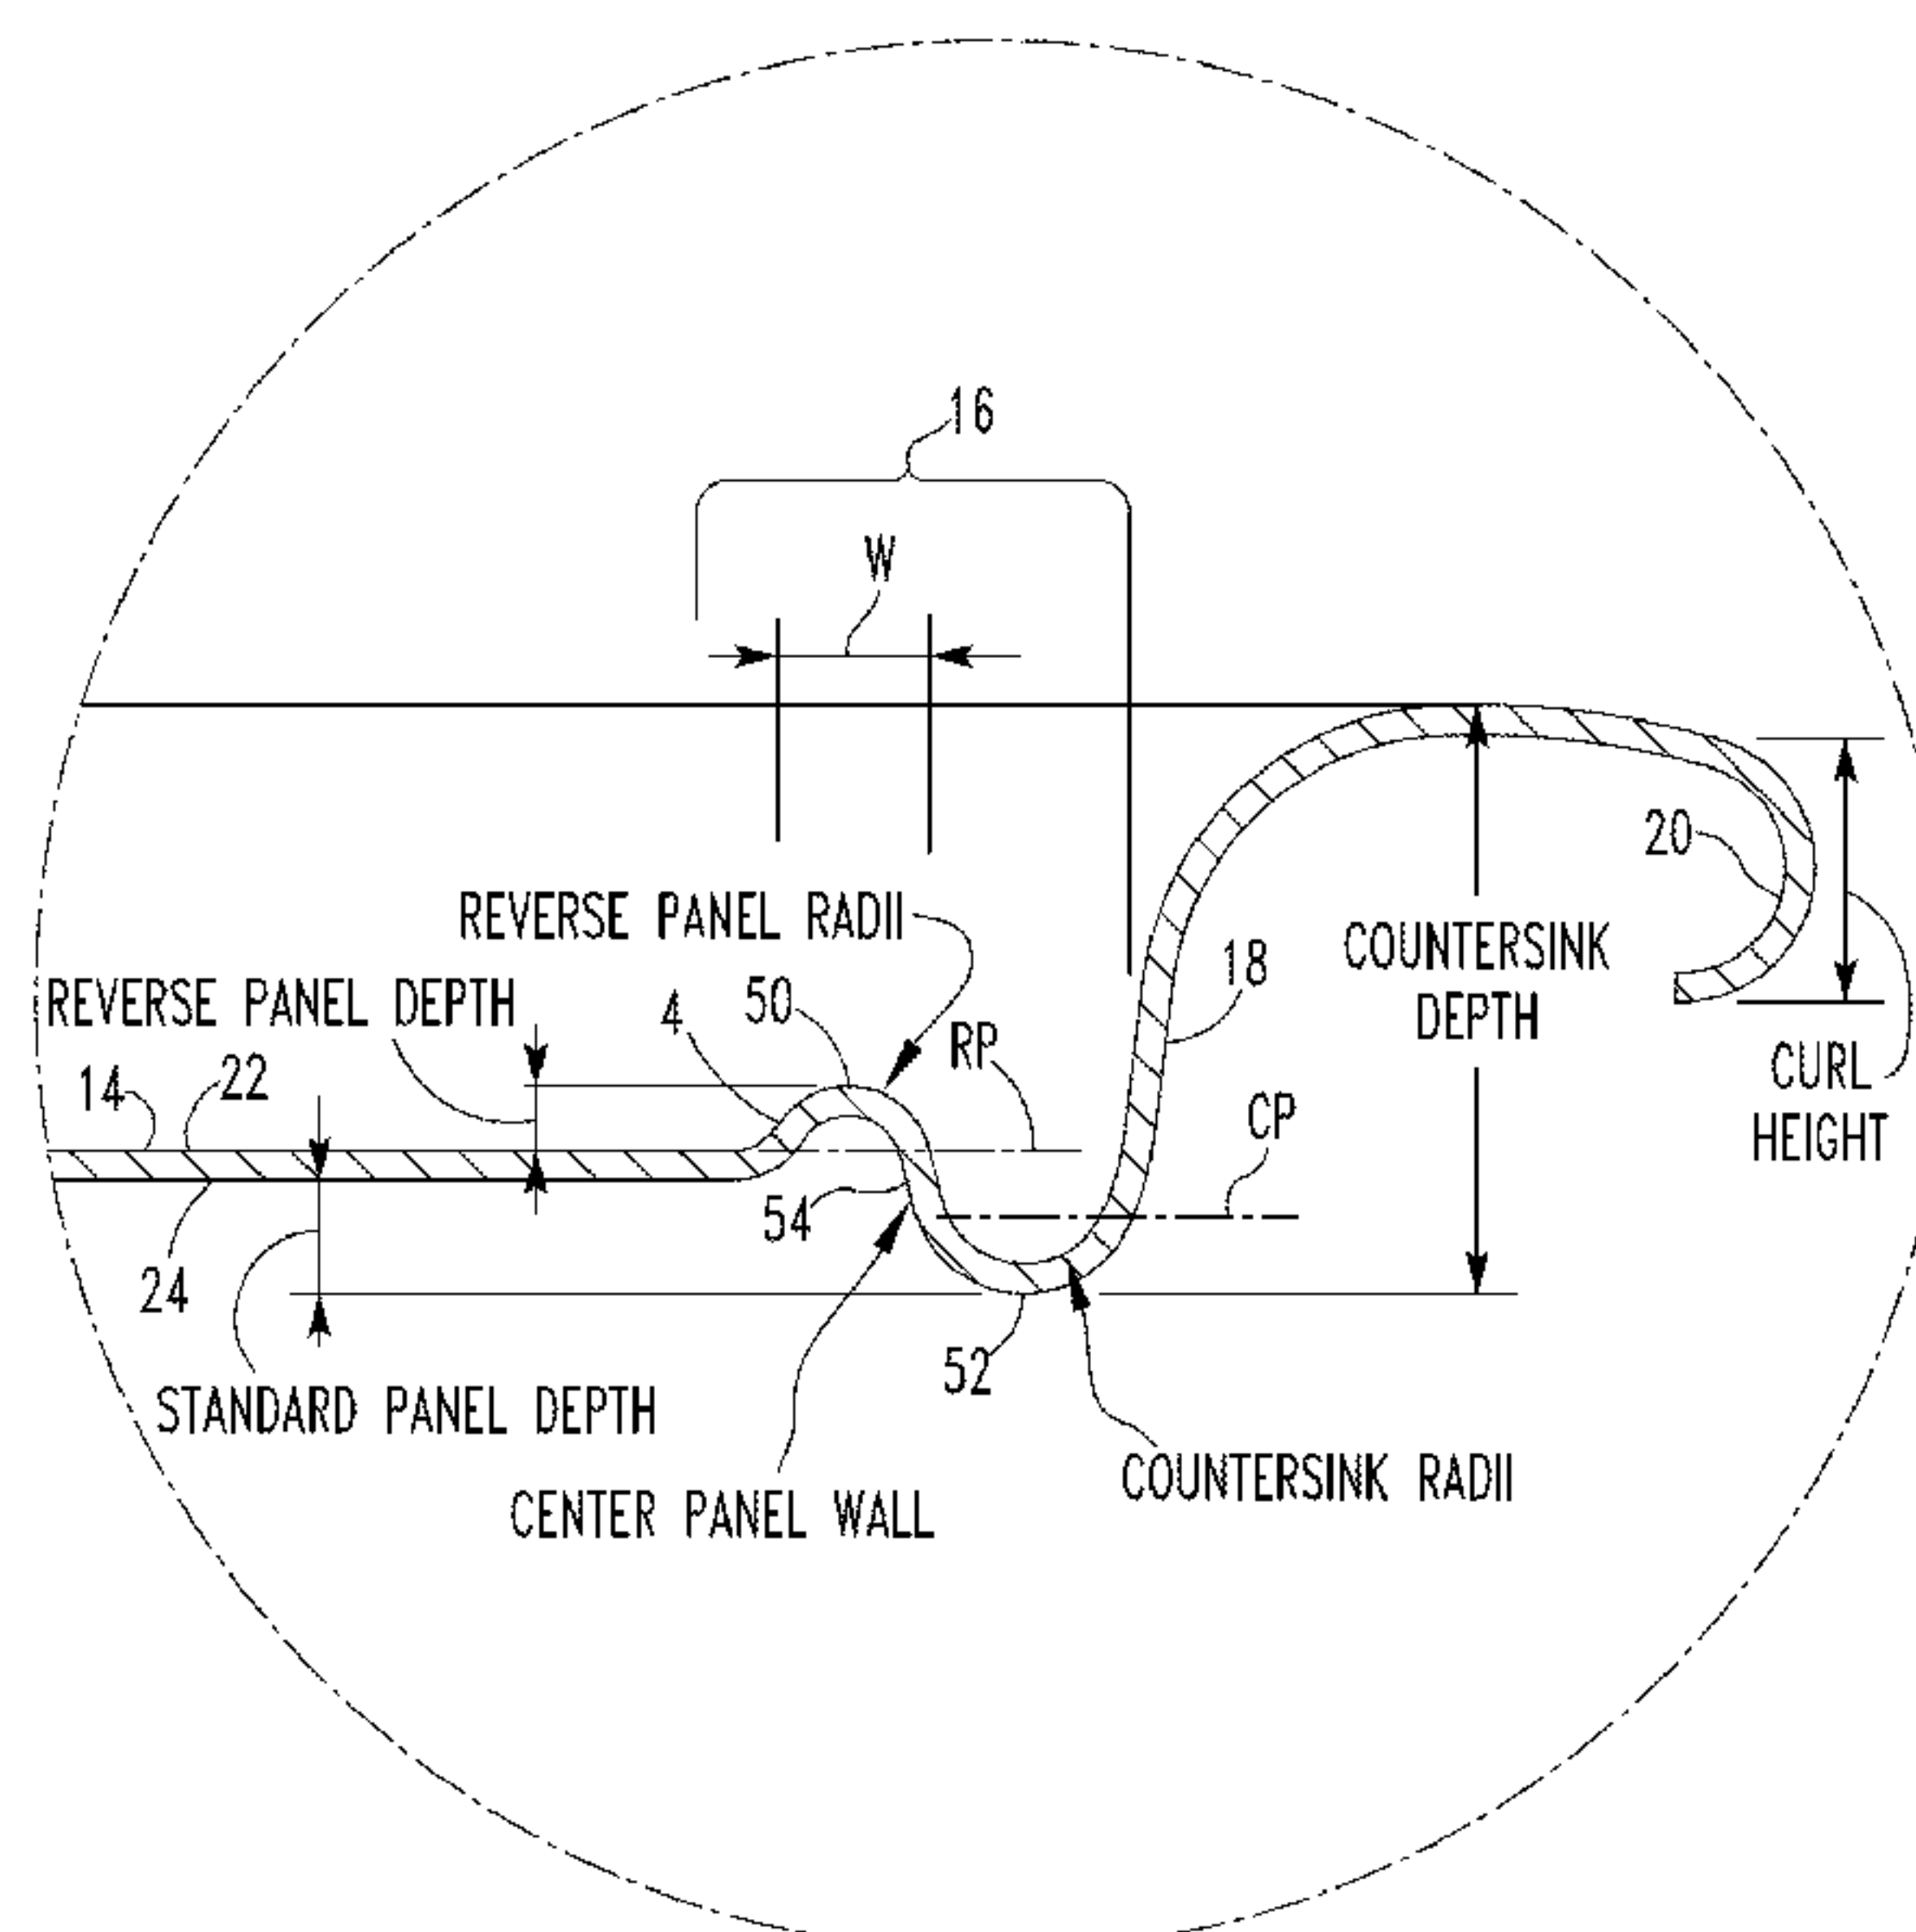 16
W
20
REVERSE PANEL RADII
COUNTERSINK
DEPTH
18
REVERSE PANEL DEPTH
4
50
RP
CURL
HEIGHT
14
22
CP
54
24
52
STANDARD PANEL DEPTH
COUNTERSINK RADII
CENTER PANEL WALL